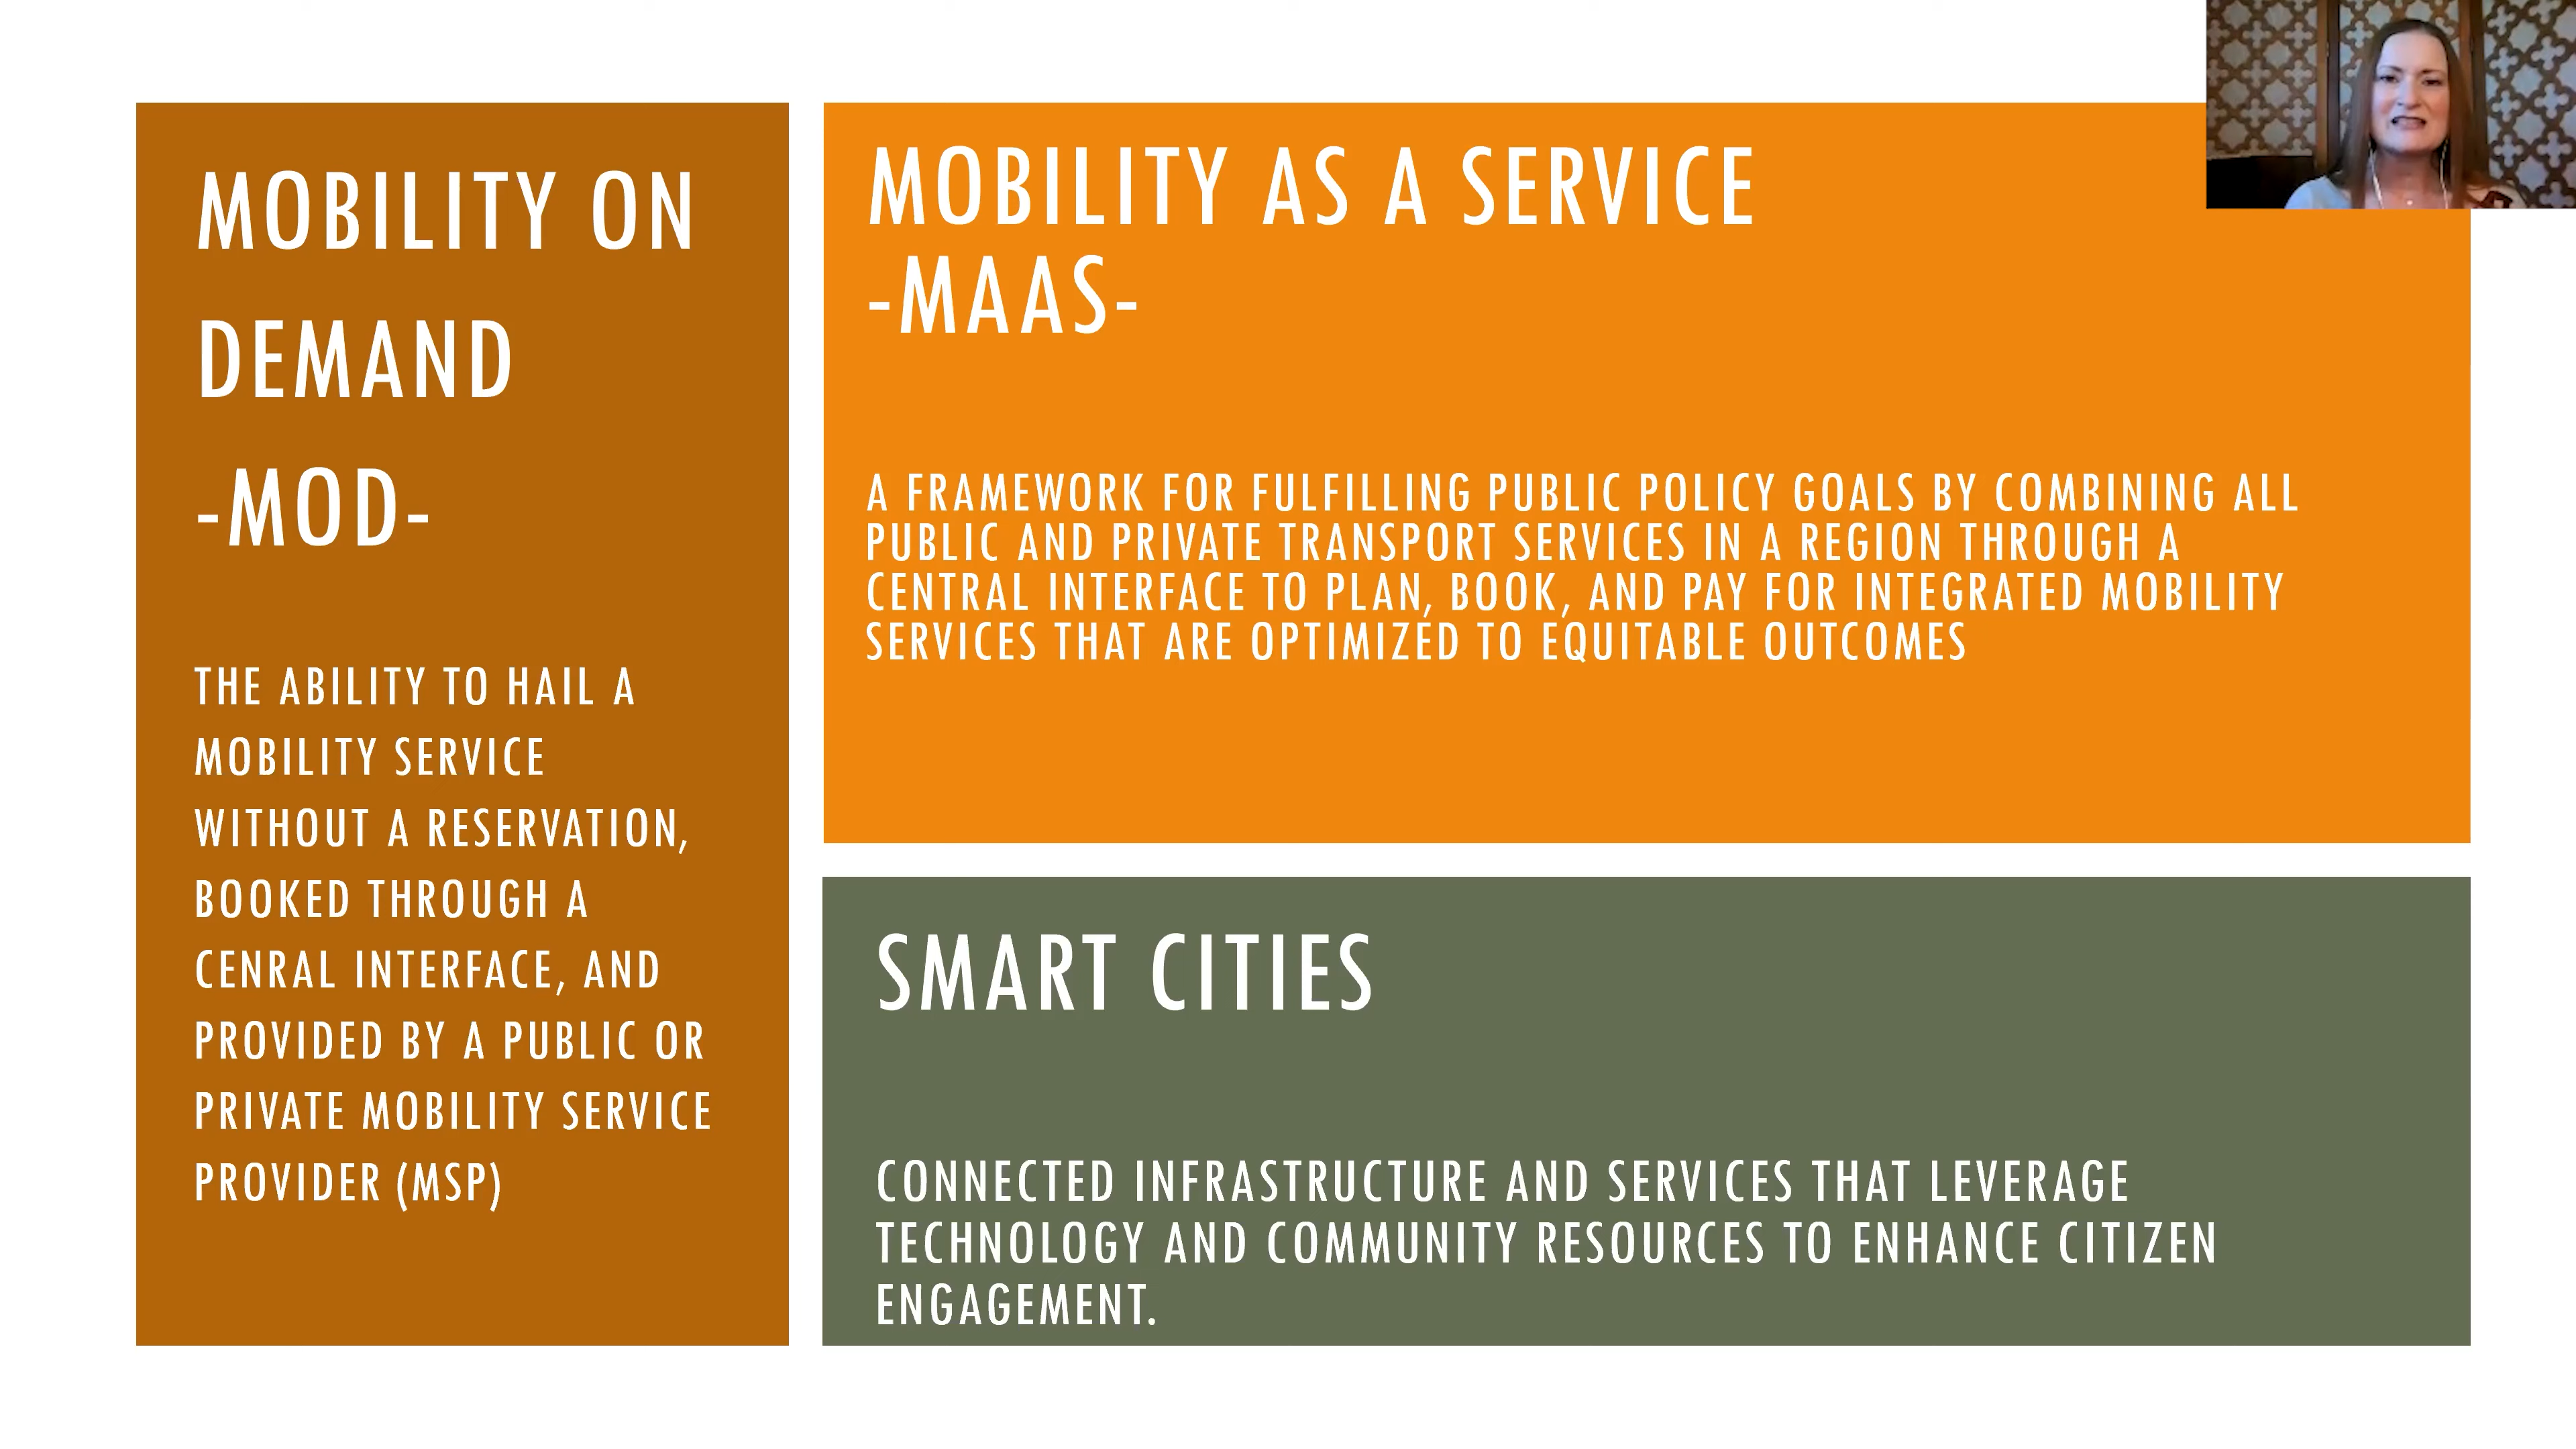 MOBILITY ON
DEMAND
-MOD-
THE ABILITY TO HAIL A
MOBILITY SERVICE
WITHOUT A RESERVATION,
BOOKED THROUGH A
CENRAL INTERFACE, AND
PROVIDED BY A PUBLIC OR
PRIVATE MOBILITY SERVICE
PROVIDER (MSP)
MOBILITY AS A SERVICE
-MAAS-
A FRAMEWORK FOR FULFILLING PUBLIC POLICY GOALS BY COMBINING ALL
PUBLIC AND PRIVATE TRANSPORT SERVICES IN A REGION THROUGH A
CENTRAL INTERFACE TO PLAN, BOOK, AND PAY FOR INTEGRATED MOBILITY
SERVICES THAT ARE OPTIMIZED TO EQUITABLE OUTCOMES
SMART CITIES
CONNECTED INFRASTRUCTURE AND SERVICES THAT LEVERAGE
TECHNOLOGY AND COMMUNITY RESOURCES TO ENHANCE CITIZEN
ENGAGEMENT.